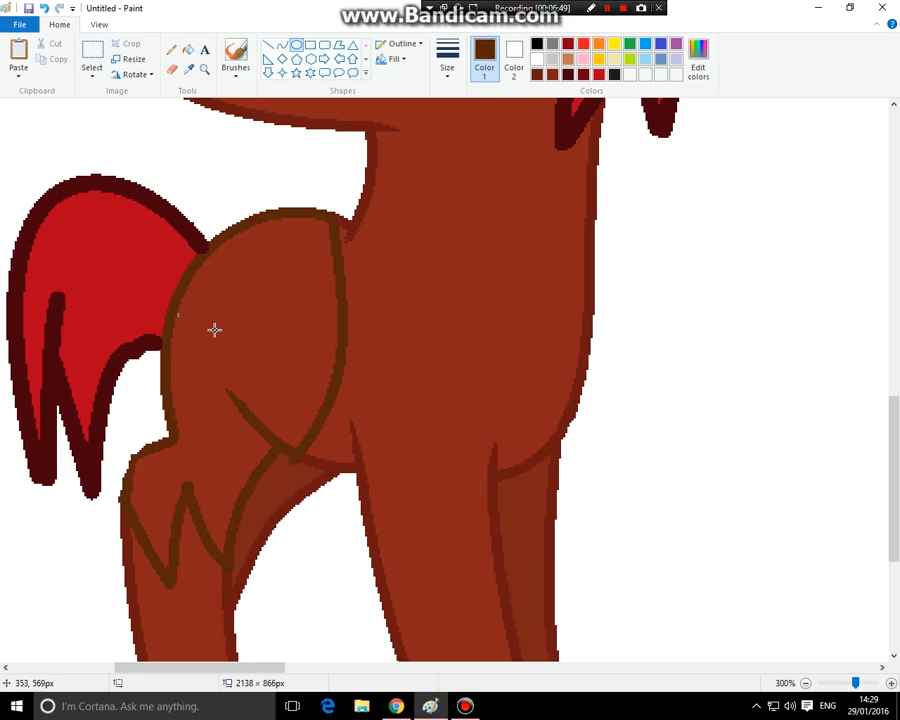 Untitled - Paint
www.Bandicam.com
Recording [00:06:49]
File
Home
View
Paste
Cut
Copy
Clipboard
Select
Crop
Resize
Rotate
Image
A
Tools
Brushes
Outline
Fill
Shapes
Size
Color
1
Color
2
Edit
colors
Colors
353, 569px
2138 × 866px
300%
I'm Cortana. Ask me anything.
14:29
29/01/2016